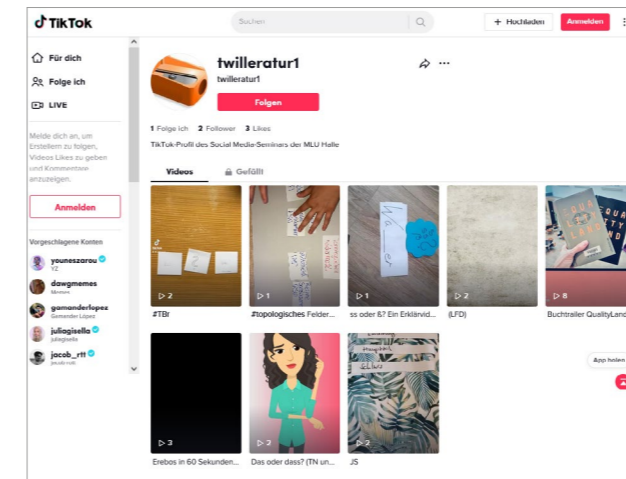 TikTok
Suchen
+ Hochladen
Anmelden
Für dich
Folge ich
LIVE
Melde dich an, um
Erstellern zu folgen,
Videos Likes zu geben
und Kommentare
anzuzeigen.
Anmelden
Vorgeschlagene Konten
youneszarou
YZ
dawgmemes
Memes
gamanderlopez
Gamander López
juliagisella
juliagisella
jacob_rtt
jacob rott
twilleratur1
twilleratur1
Folgen
1 Folge ich 2 Follower 3 Likes
TikTok-Profil des Social Media-Seminars der MLU Halle
Videos
Gefällt
2
1
1
2
8
#TBr
#topologisches Felder...
ss oder ß? Ein Erklärvid...
(LFD)
Buchtrailer QualityLand
App holen
3
2
2
Erebos in 60 Sekunden...
Das oder dass? (TN un...
JS